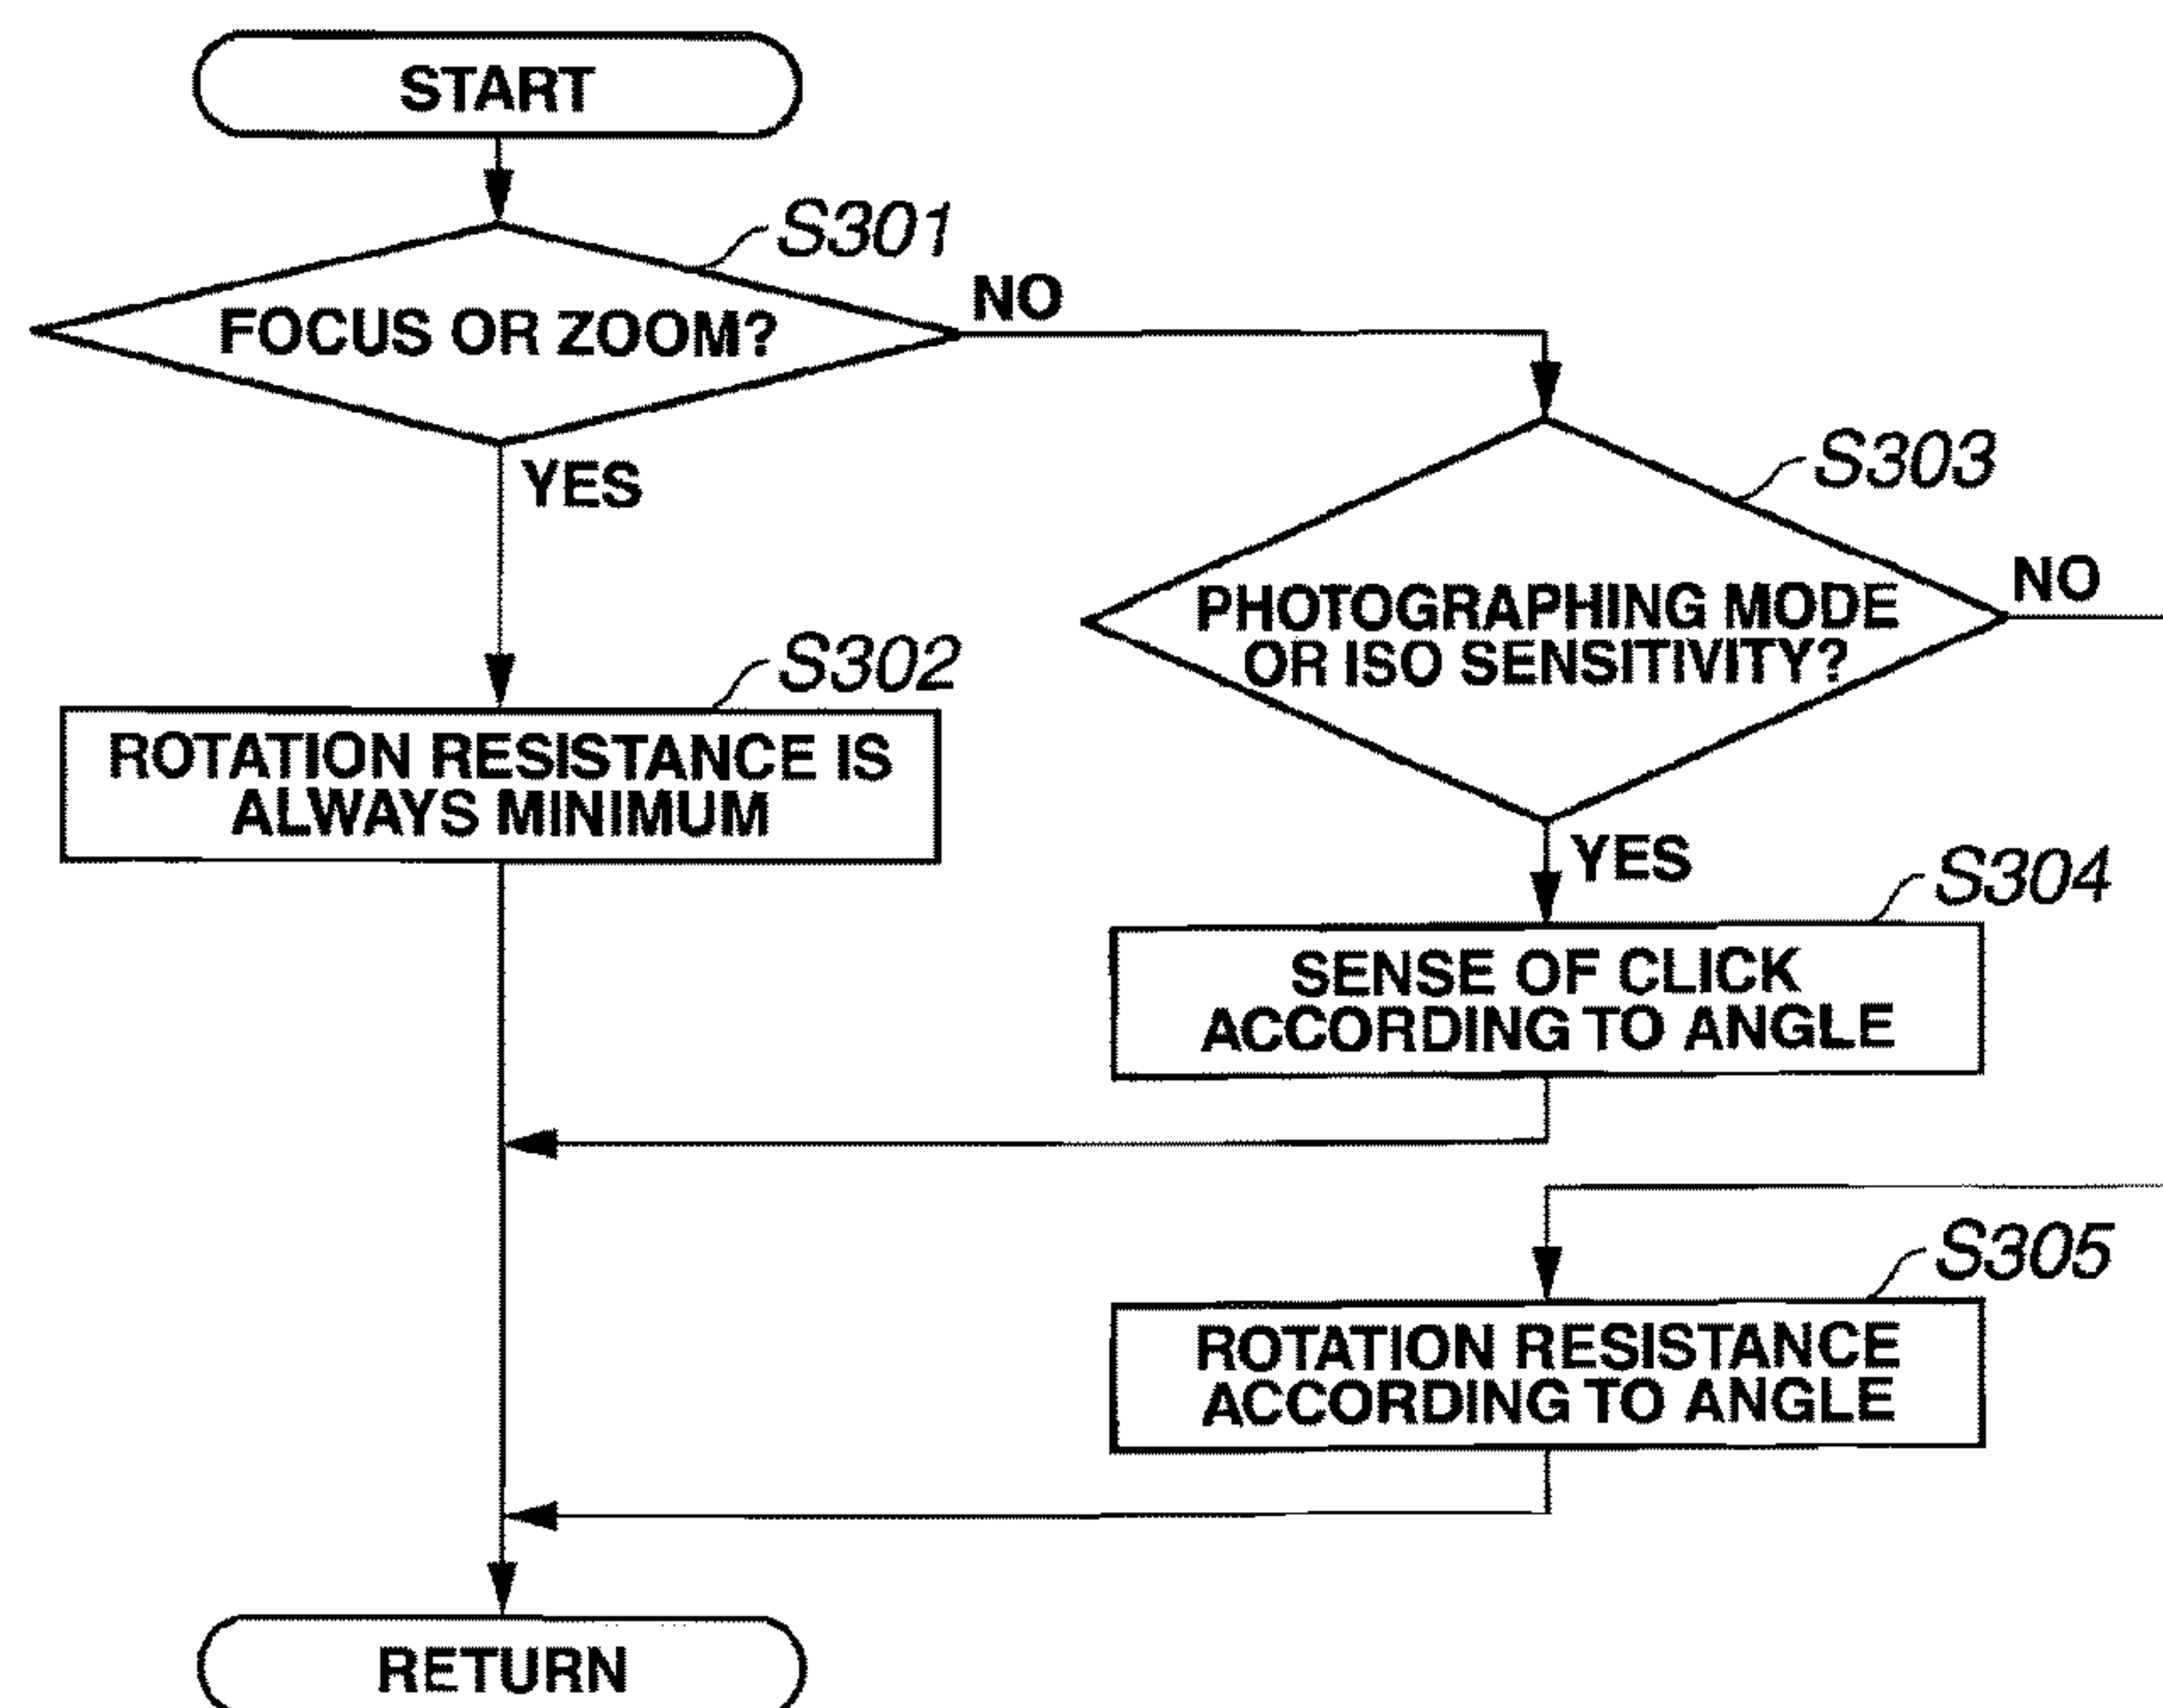 START
S301
FOCUS OR ZOOM?
NO
YES
S303
PHOTOGRAPHING MODE
OR ISO SENSITIVITY?
NO
YES
S302
ROTATION RESISTANCE IS
ALWAYS MINIMUM
S304
SENSE OF CLICK
ACCORDING TO ANGLE
S305
ROTATION RESISTANCE
ACCORDING TO ANGLE
RETURN